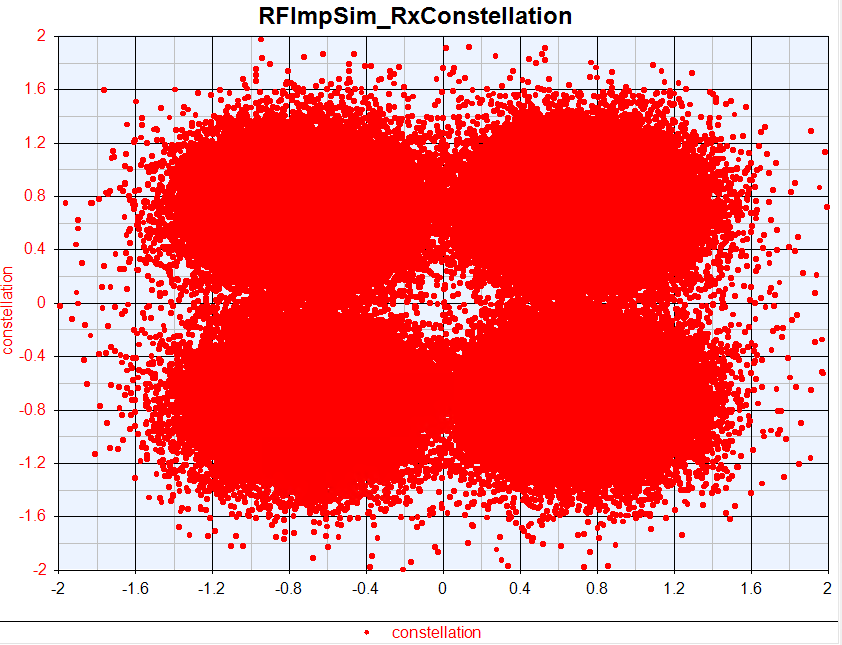 RFImpSim_RxConstellation
2
1.6
1.2
0.8
0.4
0
-0.4
-0.8
-1.2
-1.6
-2
constellation
-2 -1.6 -1.2 -0.8 -0.4 0 0.4 0.8 1.2 1.6 2
constellation